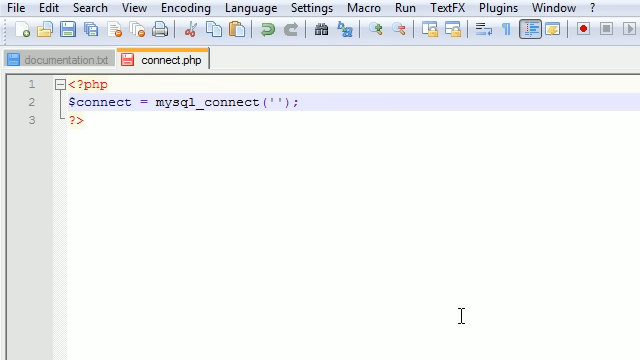 File Edit Search View Encoding Language Settings Macro Run TextFX Plugins Window ?
documentation.txt connect.php
1 <?php
2 $connect = mysql_connect('');
3 ?>